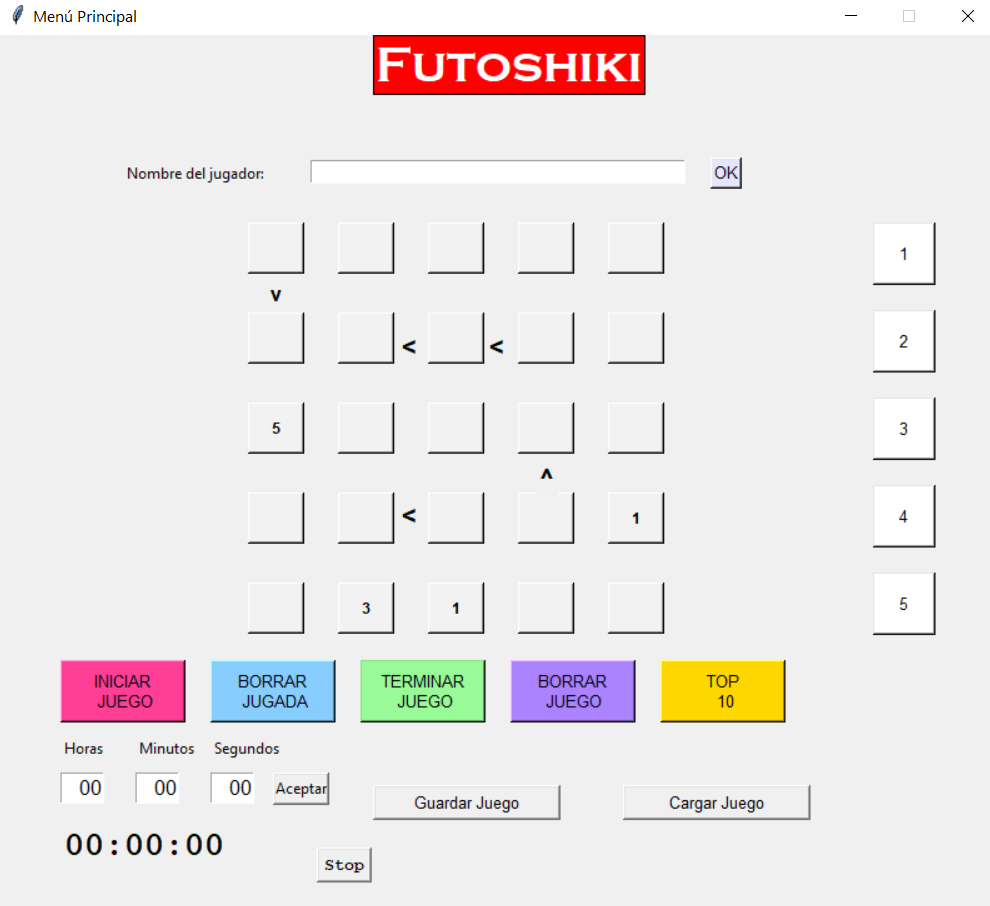 Menú Principal
FUTOSHIKI
Nombre del jugador:
OK
1
v
2
< <
5
3
^
<
1
4
3 1
5
INICIAR
JUEGO
BORRAR
JUGADA
TERMINAR
JUEGO
BORRAR
JUEGO
TOP
10
Horas Minutos Segundos
00 00 00 Aceptar
Guardar Juego Cargar Juego
00:00:00
Stop